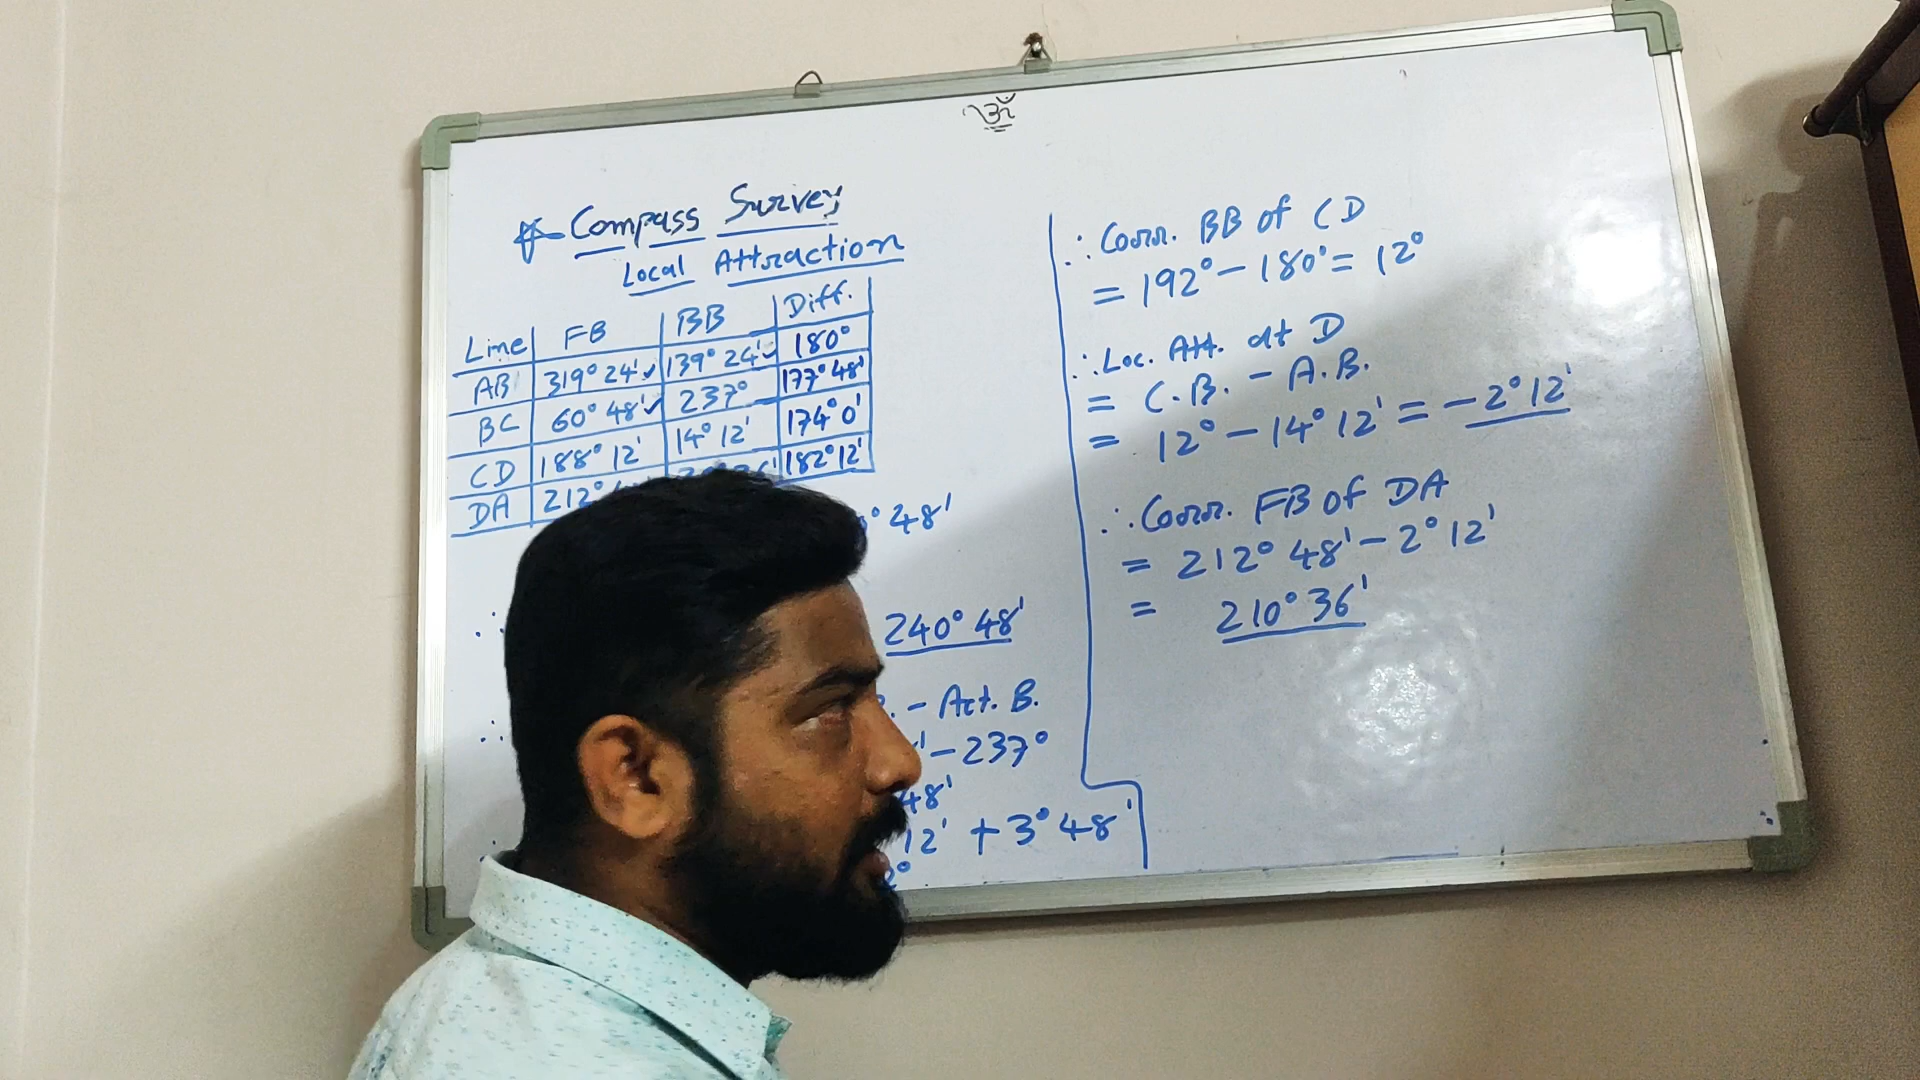 ॐ
Compass Survey
Local Attraction
Line FB BB Diff.
AB 319° 24' ✓ 139° 24' ✓ 180°
BC 60° 48' ✓ 237° 177° 48'
CD 188° 12' 14° 12' 174° 0'
DA 212° 182° 12'
° 48'
∴ 240° 48'
∴ . - Act. B.
' - 237°
48'
∴ 12' + 3° 48'
∴ Corr. BB of CD
= 192° - 180° = 12°
∴ Loc. Att. at D
= C.B. - A.B.
= 12° - 14° 12' = -2° 12'
∴ Corr. FB of DA
= 212° 48' - 2° 12'
= 210° 36'